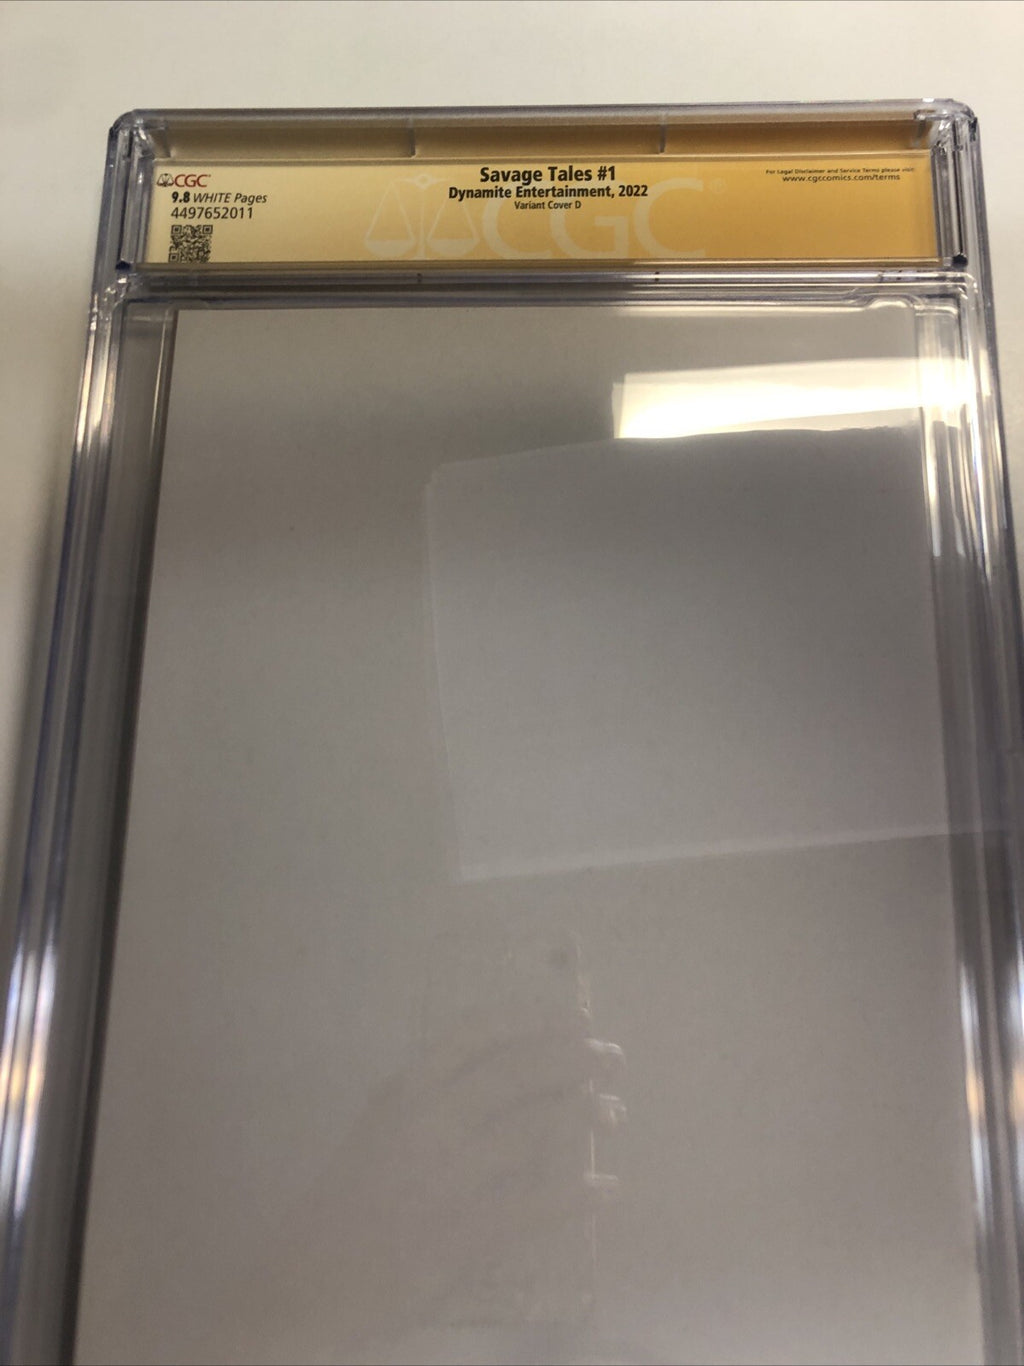 CGC
9.8 WHITE Pages
4497652011
Savage Tales #1
Dynamite Entertainment, 2022
Variant Cover D
For Legal Disclaimer and Service Terms please visit:
www.cgccomics.com/terms
CGC